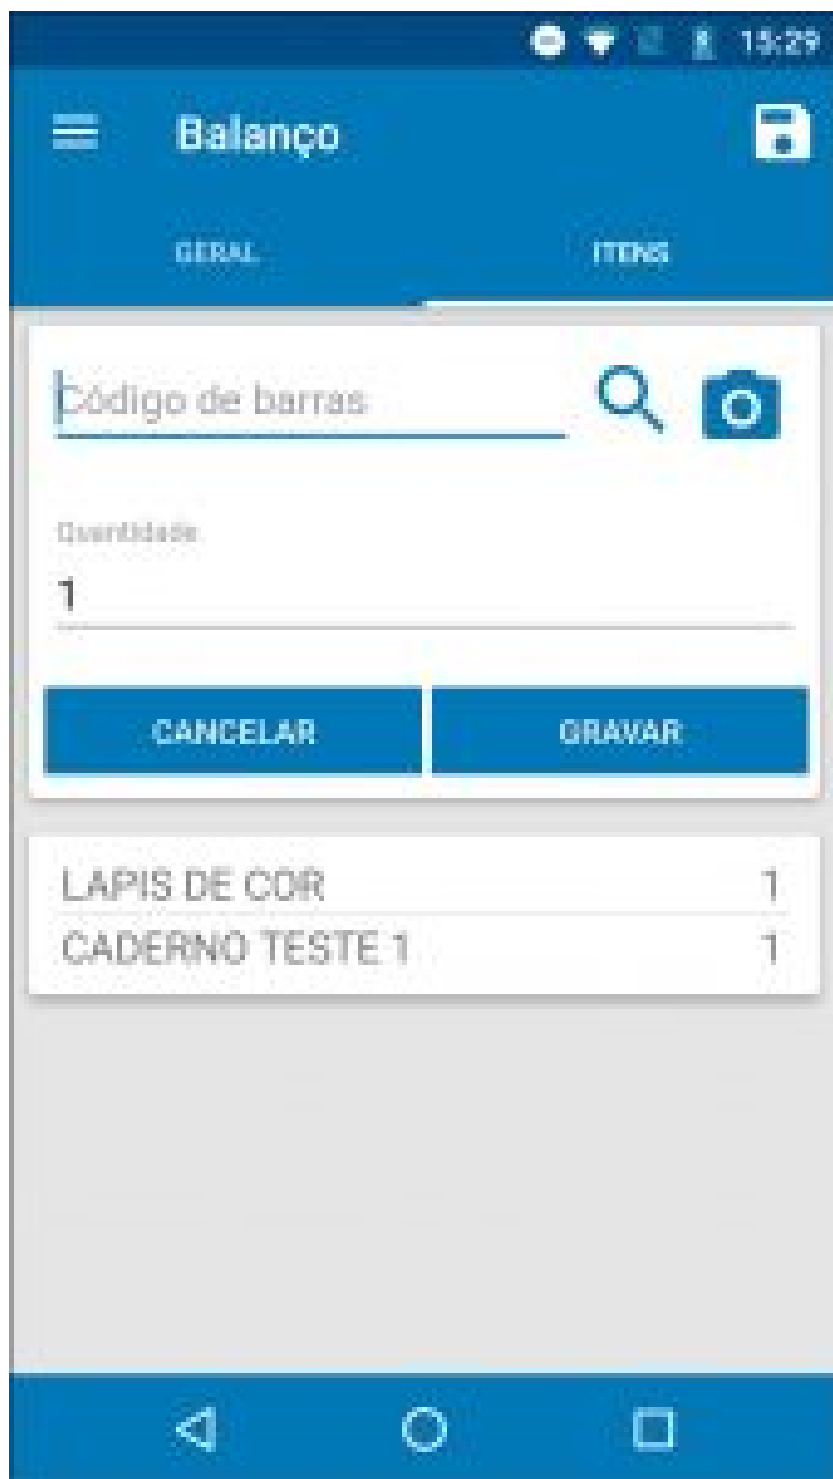 15:29
Balanço
GERAL
ITENS
Código de barras
Quantidade
1
CANCELAR
GRAVAR
LAPIS DE COR 1
CADERNO TESTE 1 1